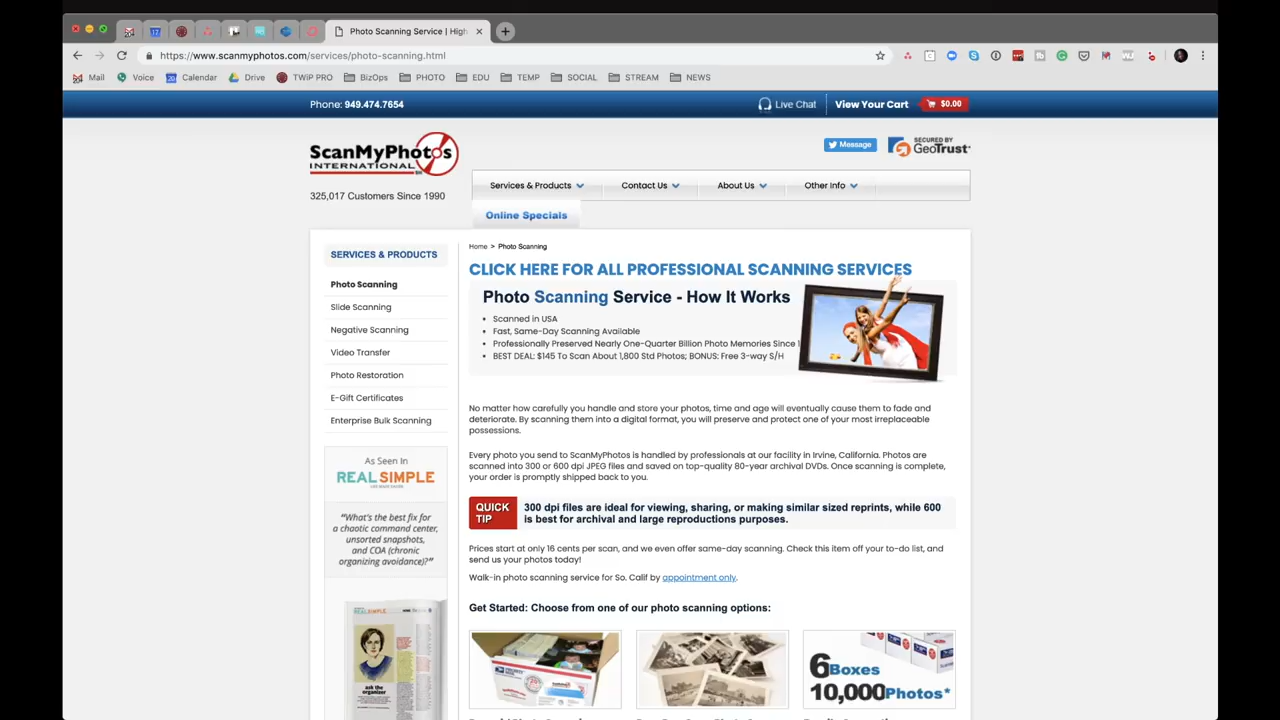 Photo Scanning Service | High
https://www.scanmyphotos.com/services/photo-scanning.html
Mail Voice Calendar Drive TWiP PRO BizOps PHOTO EDU TEMP SOCIAL STREAM NEWS
Phone: 949.474.7654
Live Chat
View Your Cart
$0.00
ScanMyPhotos
INTERNATIONAL
Message
SECURED BY
GeoTrust
325,017 Customers Since 1990
Services & Products
Contact Us
About Us
Other Info
Online Specials
SERVICES & PRODUCTS
Photo Scanning
Slide Scanning
Negative Scanning
Video Transfer
Photo Restoration
E-Gift Certificates
Enterprise Bulk Scanning
As Seen In
REAL SIMPLE
“What's the best fix for
a chaotic command center,
unsorted snapshots,
and COA (chronic
organizing avoidance)?”
REAL SIMPLE
ask the
organizer
Home > Photo Scanning
CLICK HERE FOR ALL PROFESSIONAL SCANNING SERVICES
Photo Scanning Service - How It Works
Scanned in USA
Fast, Same-Day Scanning Available
Professionally Preserved Nearly One-Quarter Billion Photo Memories Since 1
BEST DEAL: $145 To Scan About 1,800 Std Photos; BONUS: Free 3-way S/H
No matter how carefully you handle and store your photos, time and age will eventually cause them to fade and
deteriorate. By scanning them into a digital format, you will preserve and protect one of your most irreplaceable
possessions.
Every photo you send to ScanMyPhotos is handled by professionals at our facility in Irvine, California. Photos are
scanned into 300 or 600 dpi JPEG files and saved on top-quality 80-year archival DVDs. Once scanning is complete,
your order is promptly shipped back to you.
QUICK
TIP
300 dpi files are ideal for viewing, sharing, or making similar sized reprints, while 600
is best for archival and large reproductions purposes.
Prices start at only 16 cents per scan, and we even offer same-day scanning. Check this item off your to-do list, and
send us your photos today!
Walk-in photo scanning service for So. Calif by appointment only.
Get Started: Choose from one of our photo scanning options:
6 Boxes
10,000 Photos*